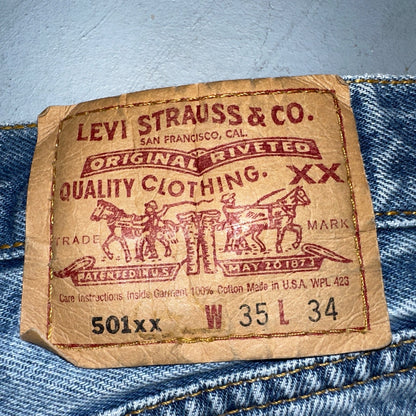 LEVI STRAUSS & CO.
SAN FRANCISCO, CAL.
ORIGINAL RIVETED
QUALITY CLOTHING. XX
TRADE MARK
PATENTED IN U.S. MAY 20 1873
Care Instructions Inside Garment 100% Cotton Made in U.S.A. WPL 423
501XX W 35 L 34